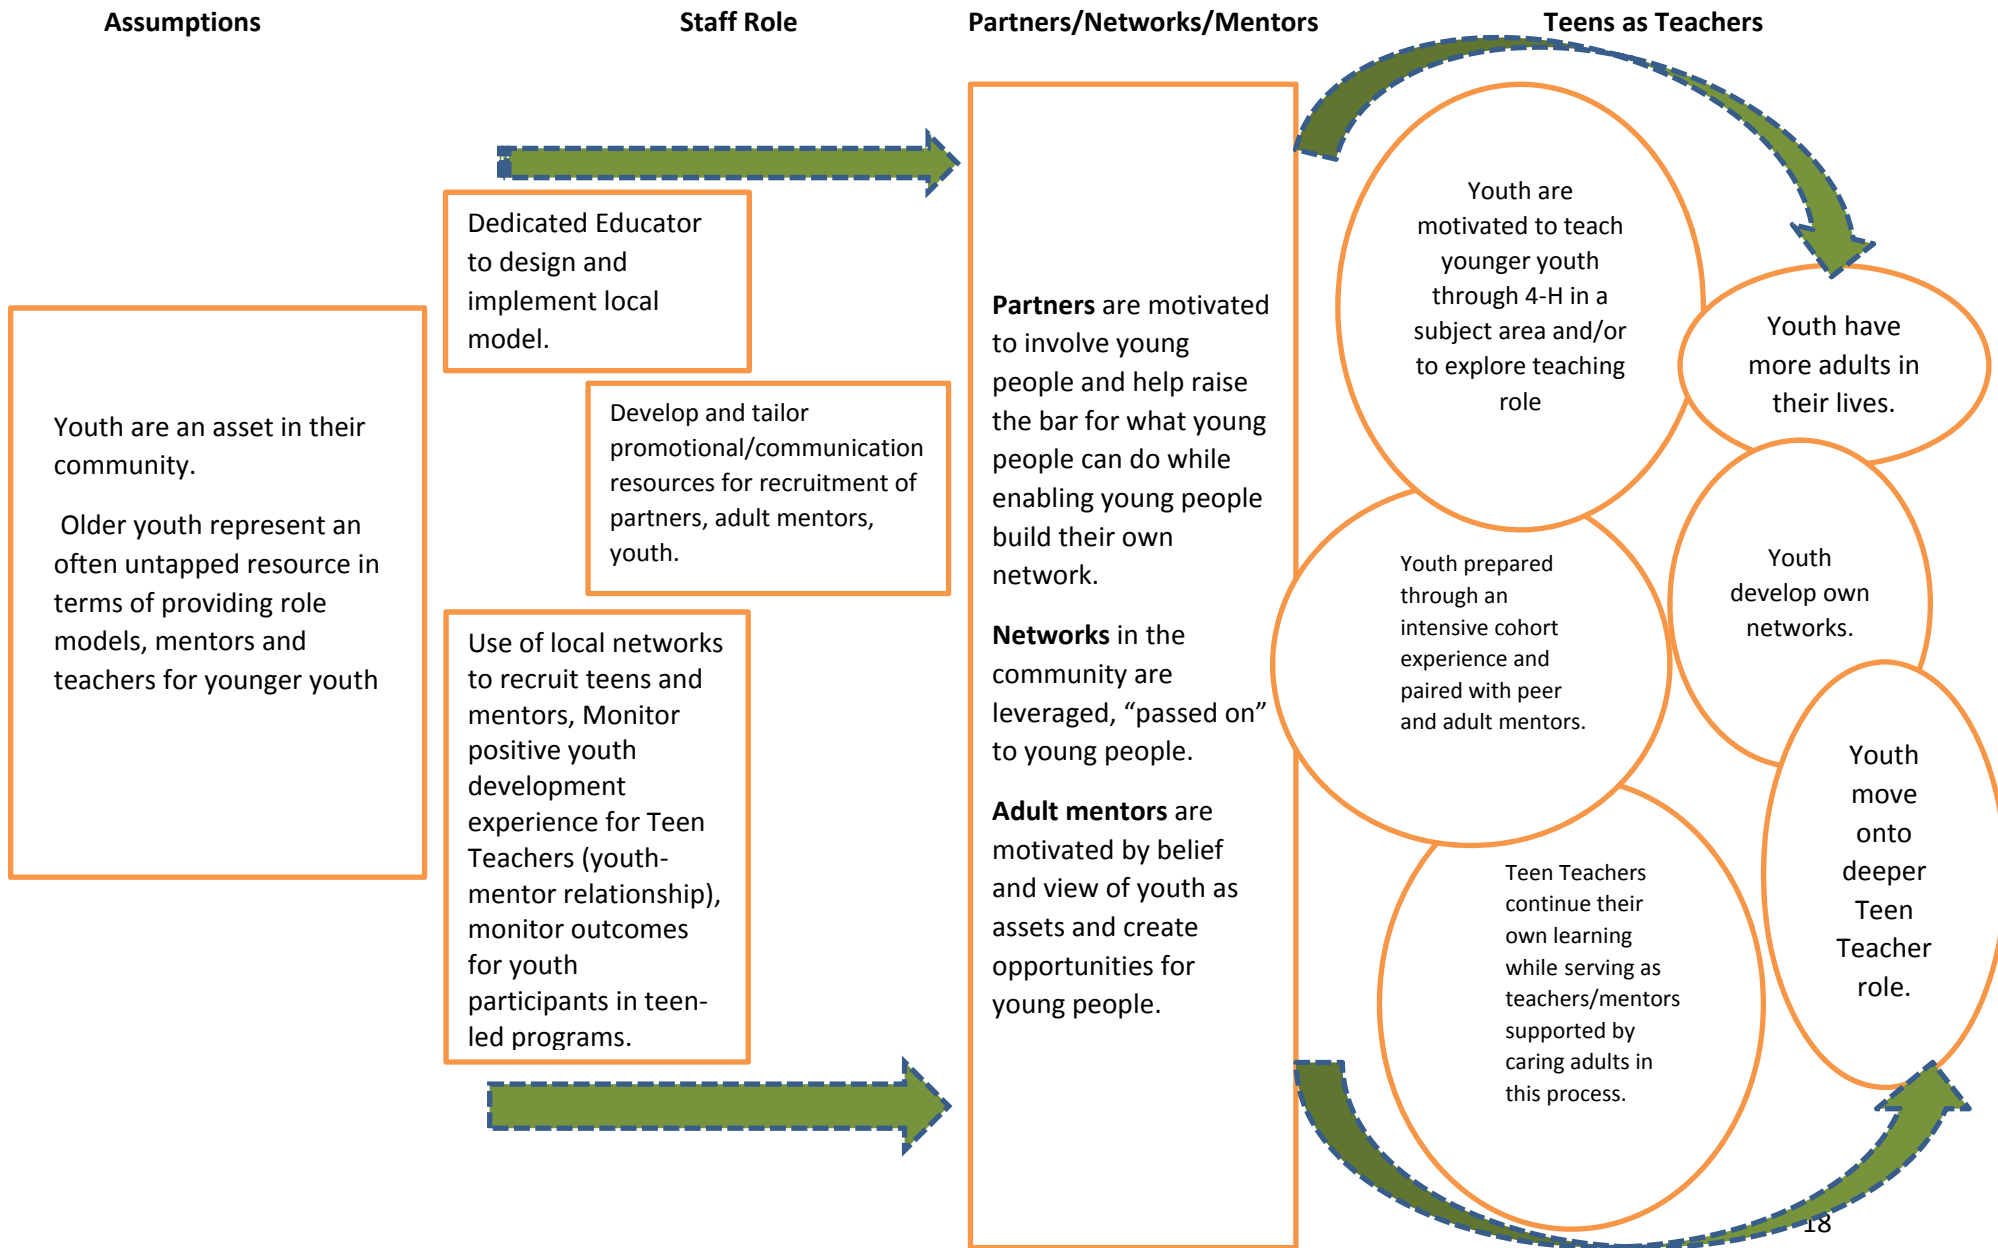 Assumptions
Staff Role
Partners/Networks/Mentors
Teens as Teachers
Youth are an asset in their
community.
Older youth represent an
often untapped resource in
terms of providing role
models, mentors and
teachers for younger youth
Dedicated Educator
to design and
implement local
model.
Develop and tailor
promotional/communication
resources for recruitment of
partners, adult mentors,
youth.
Use of local networks
to recruit teens and
mentors, Monitor
positive youth
development
experience for Teen
Teachers (youth-
mentor relationship),
monitor outcomes
for youth
participants in teen-
led programs.
Partners are motivated
to involve young
people and help raise
the bar for what young
people can do while
enabling young people
build their own
network.
Networks in the
community are
leveraged, “passed on”
to young people.
Adult mentors are
motivated by belief
and view of youth as
assets and create
opportunities for
young people.
Youth are
motivated to teach
younger youth
through 4-H in a
subject area and/or
to explore teaching
role
Youth have
more adults in
their lives.
Youth prepared
through an
intensive cohort
experience and
paired with peer
and adult mentors.
Youth
develop own
networks.
Teen Teachers
continue their
own learning
while serving as
teachers/mentors
supported by
caring adults in
this process.
Youth
move
onto
deeper
Teen
Teacher
role.
18